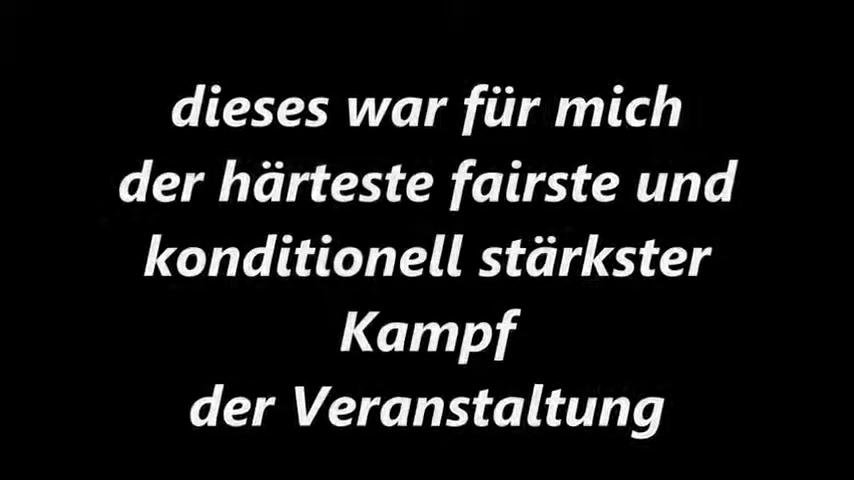 dieses war für mich
der härteste fairste und
konditionell stärkster
Kampf
der Veranstaltung